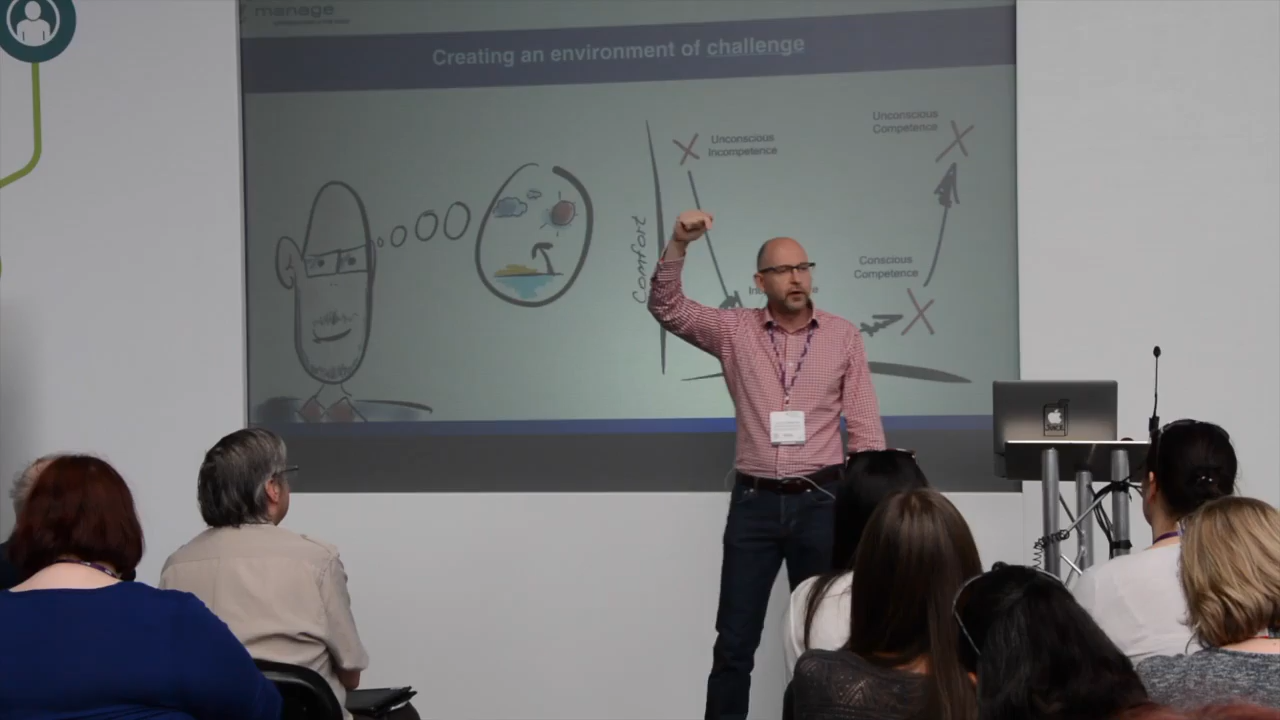 manage
Creating an environment of challenge
Unconscious
Incompetence
Unconscious
Competence
Comfort
Conscious
Competence